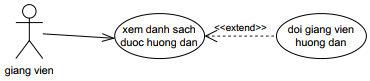 giang vien
xem danh sach
duoc huong dan
<<extend>>
doi giang vien
huong dan